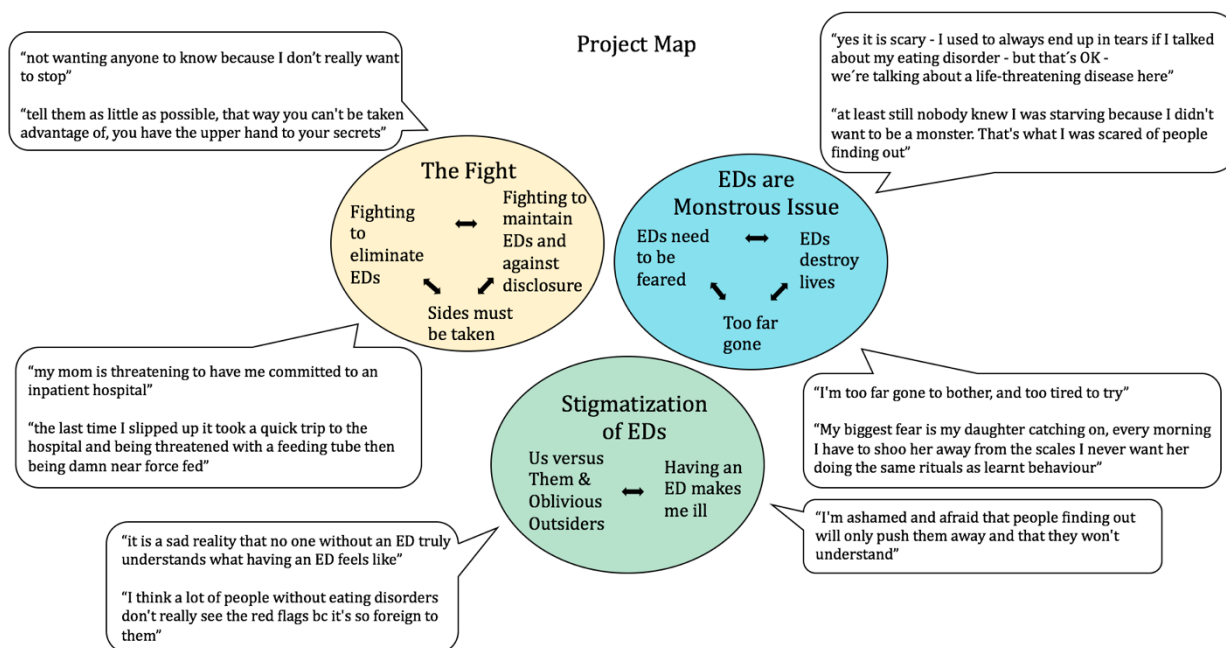 Project Map
“not wanting anyone to know because I don’t really want
to stop”
“tell them as little as possible, that way you can't be taken
advantage of, you have the upper hand to your secrets”
“yes it is scary - I used to always end up in tears if I talked
about my eating disorder - but that´s OK -
we´re talking about a life-threatening disease here”
“at least still nobody knew I was starving because I didn't
want to be a monster. That's what I was scared of people
finding out”
The Fight
Fighting
to
eliminate
EDs
Fighting to
maintain
EDs and
against
disclosure
Sides must
be taken
EDs are
Monstrous Issue
EDs need
to be
feared
EDs
destroy
lives
Too far
gone
“my mom is threatening to have me committed to an
inpatient hospital”
“the last time I slipped up it took a quick trip to the
hospital and being threatened with a feeding tube then
being damn near force fed”
Stigmatization
of EDs
Us versus
Them &
Oblivious
Outsiders
Having an
ED makes
me ill
“I'm too far gone to bother, and too tired to try”
“My biggest fear is my daughter catching on, every morning
I have to shoo her away from the scales I never want her
doing the same rituals as learnt behaviour”
“I'm ashamed and afraid that people finding out
will only push them away and that they won't
understand”
“it is a sad reality that no one without an ED truly
understands what having an ED feels like”
“I think a lot of people without eating disorders
don't really see the red flags bc it's so foreign to
them”